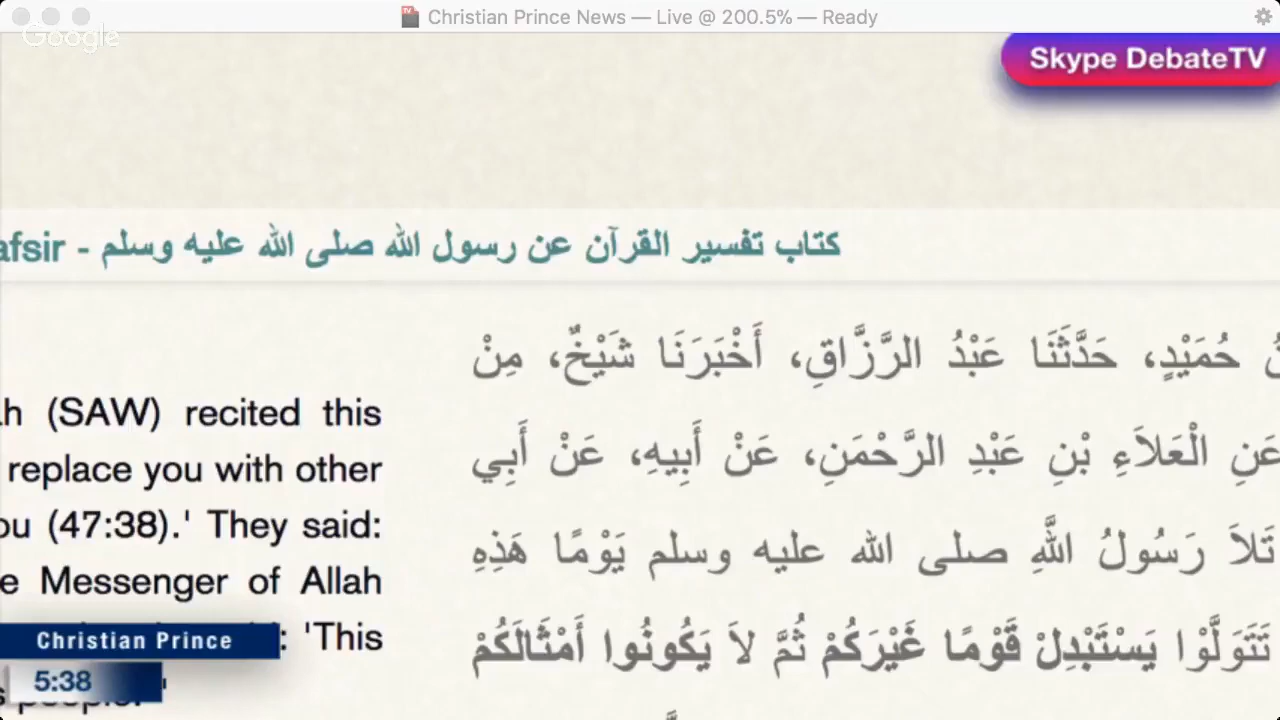 Christian Prince News — Live @ 200.5% — Ready
Google
Skype DebateTV
afsir - كتاب تفسير القرآن عن رسول الله صلى الله عليه وسلم
حُمَيْدٍ، حَدَّثَنَا عَبْدُ الرَّزَّاقِ، أَخْبَرَنَا شَيْخٌ، مِنْ
عَنِ الْعَلاَءِ بْنِ عَبْدِ الرَّحْمَنِ، عَنْ أَبِيهِ، عَنْ أَبِي
تَلاَ رَسُولُ اللَّهِ صلى الله عليه وسلم يَوْمًا هَذِهِ
تَتَوَلَّوْا يَسْتَبْدِلْ قَوْمًا غَيْرَكُمْ ثُمَّ لاَ يَكُونُوا أَمْثَالَكُمْ
ah (SAW) recited this
replace you with other
ou (47:38).' They said:
e Messenger of Allah
: 'This
Christian Prince
5:38